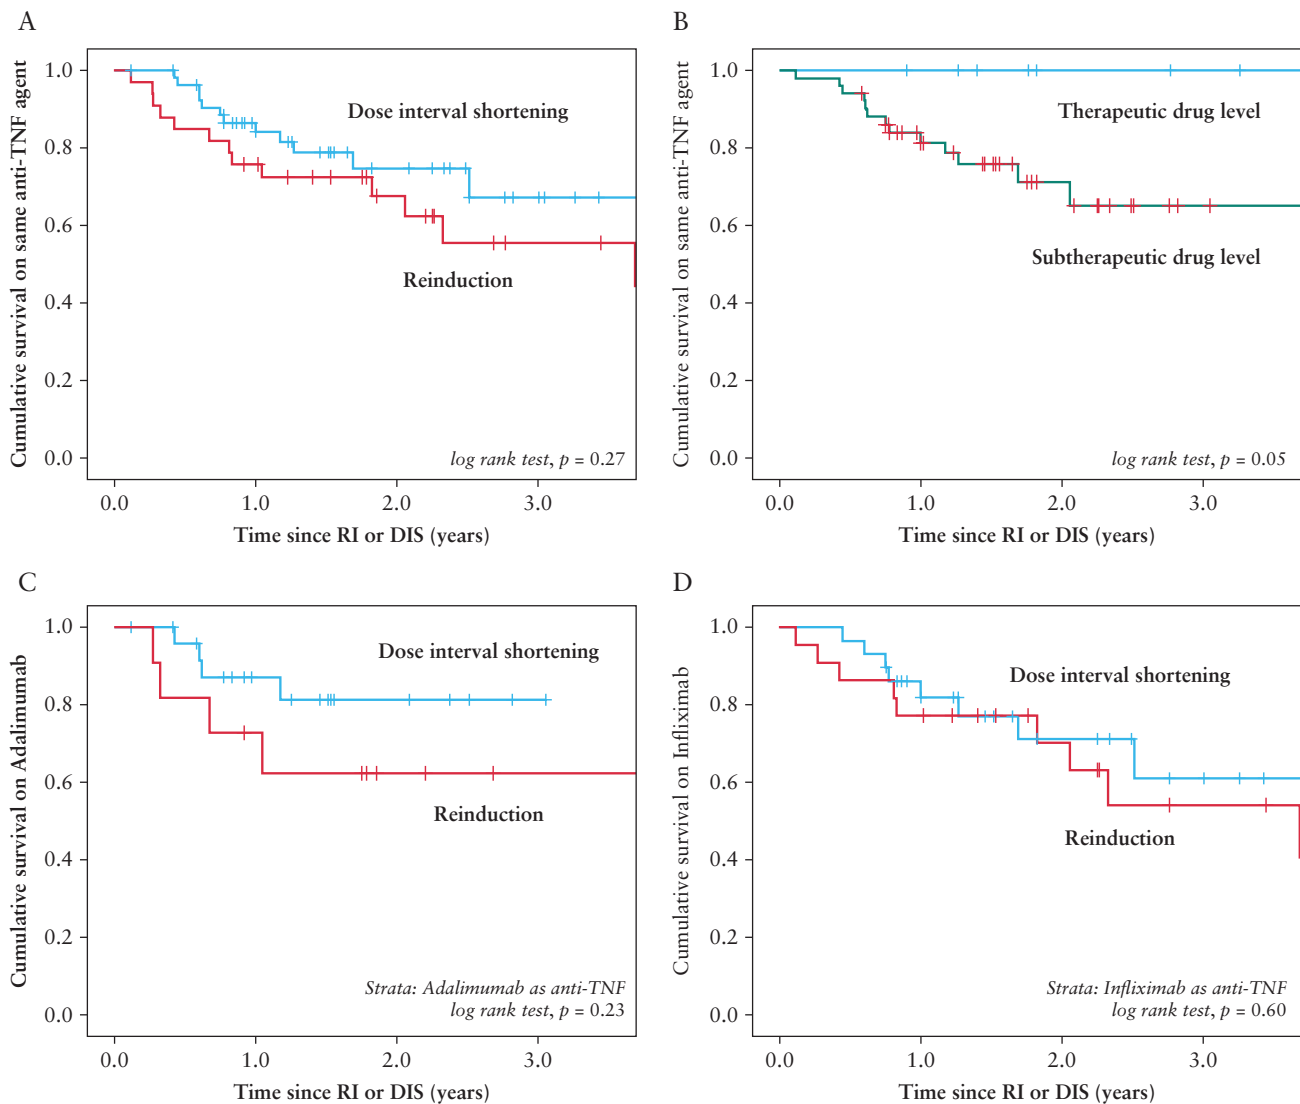 A
Cumulative survival on same anti-TNF agent
1.0
0.8
0.6
0.4
0.2
0.0
Dose interval shortening
Reinduction
log rank test, p = 0.27
0.0 1.0 2.0 3.0
Time since RI or DIS (years)
B
Cumulative survival on same anti-TNF agent
1.0
0.8
0.6
0.4
0.2
0.0
Therapeutic drug level
Subtherapeutic drug level
log rank test, p = 0.05
0.0 1.0 2.0 3.0
Time since RI or DIS (years)
C
Cumulative survival on Adalimumab
1.0
0.8
0.6
0.4
0.2
0.0
Dose interval shortening
Reinduction
Strata: Adalimumab as anti-TNF
log rank test, p = 0.23
0.0 1.0 2.0 3.0
Time since RI or DIS (years)
D
Cumulative survival on Infliximab
1.0
0.8
0.6
0.4
0.2
0.0
Dose interval shortening
Reinduction
Strata: Infliximab as anti-TNF
log rank test, p = 0.60
0.0 1.0 2.0 3.0
Time since RI or DIS (years)